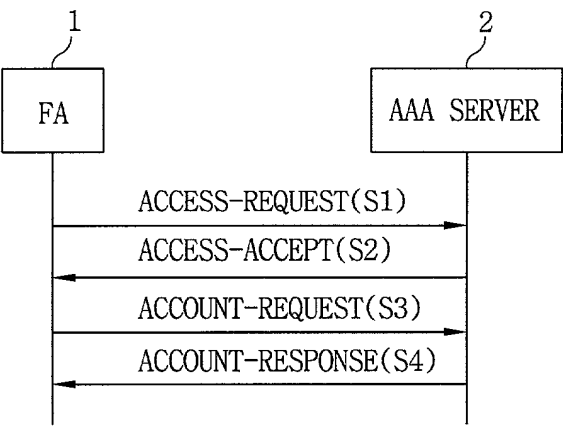 1
2
FA
AAA SERVER
ACCESS-REQUEST(S1)
ACCESS-ACCEPT(S2)
ACCOUNT-REQUEST(S3)
ACCOUNT-RESPONSE(S4)